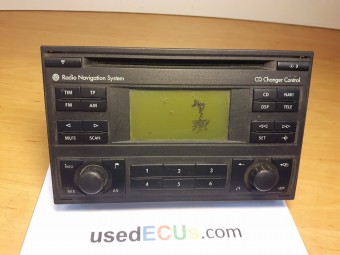 Radio Navigation System
CD Changer Control
TIM TP
FM AM
MUTE SCAN
CD NAVI
DSP TELE
SET
1 2 3
4 5 6
usedECUs.com